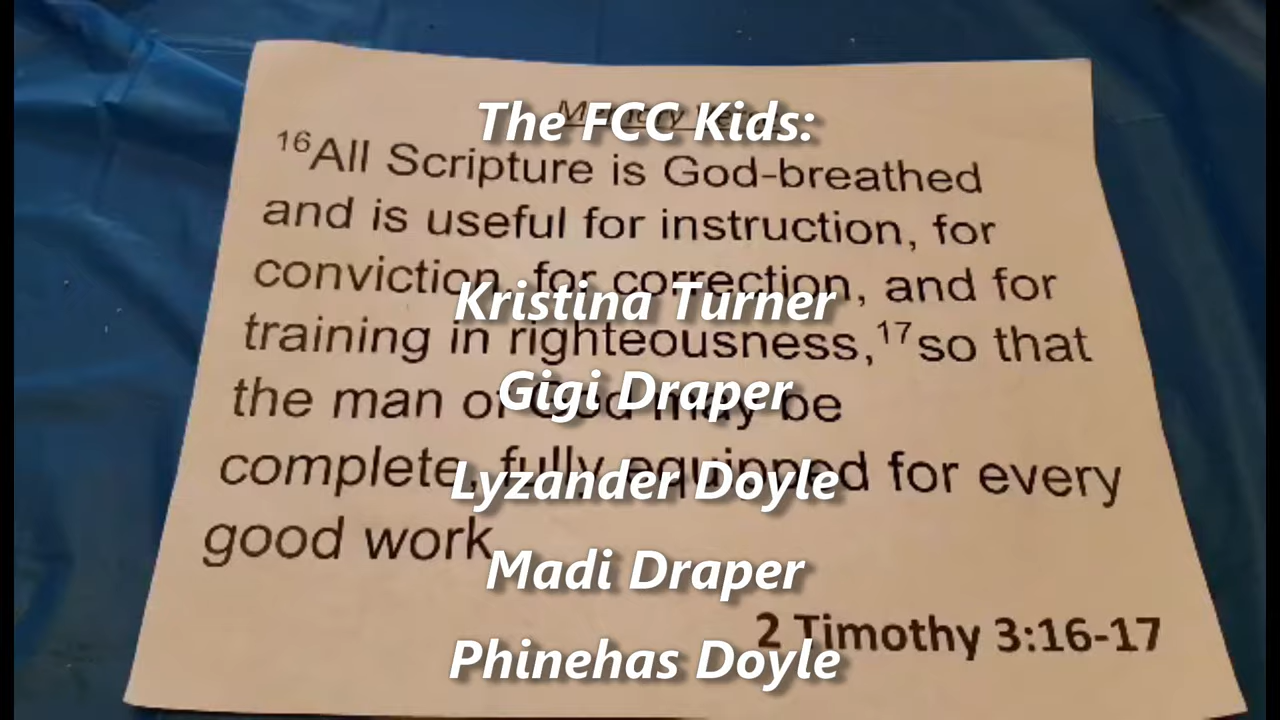 The FCC Kids:
Kristina Turner
Gigi Draper
Lyzander Doyle
Madi Draper
Phinehas Doyle
Memory Verse
16All Scripture is God-breathed
and is useful for instruction, for
conviction, for correction, and for
training in righteousness,17so that
the man of God may be
complete, fully equipped for every
good work
2 Timothy 3:16-17